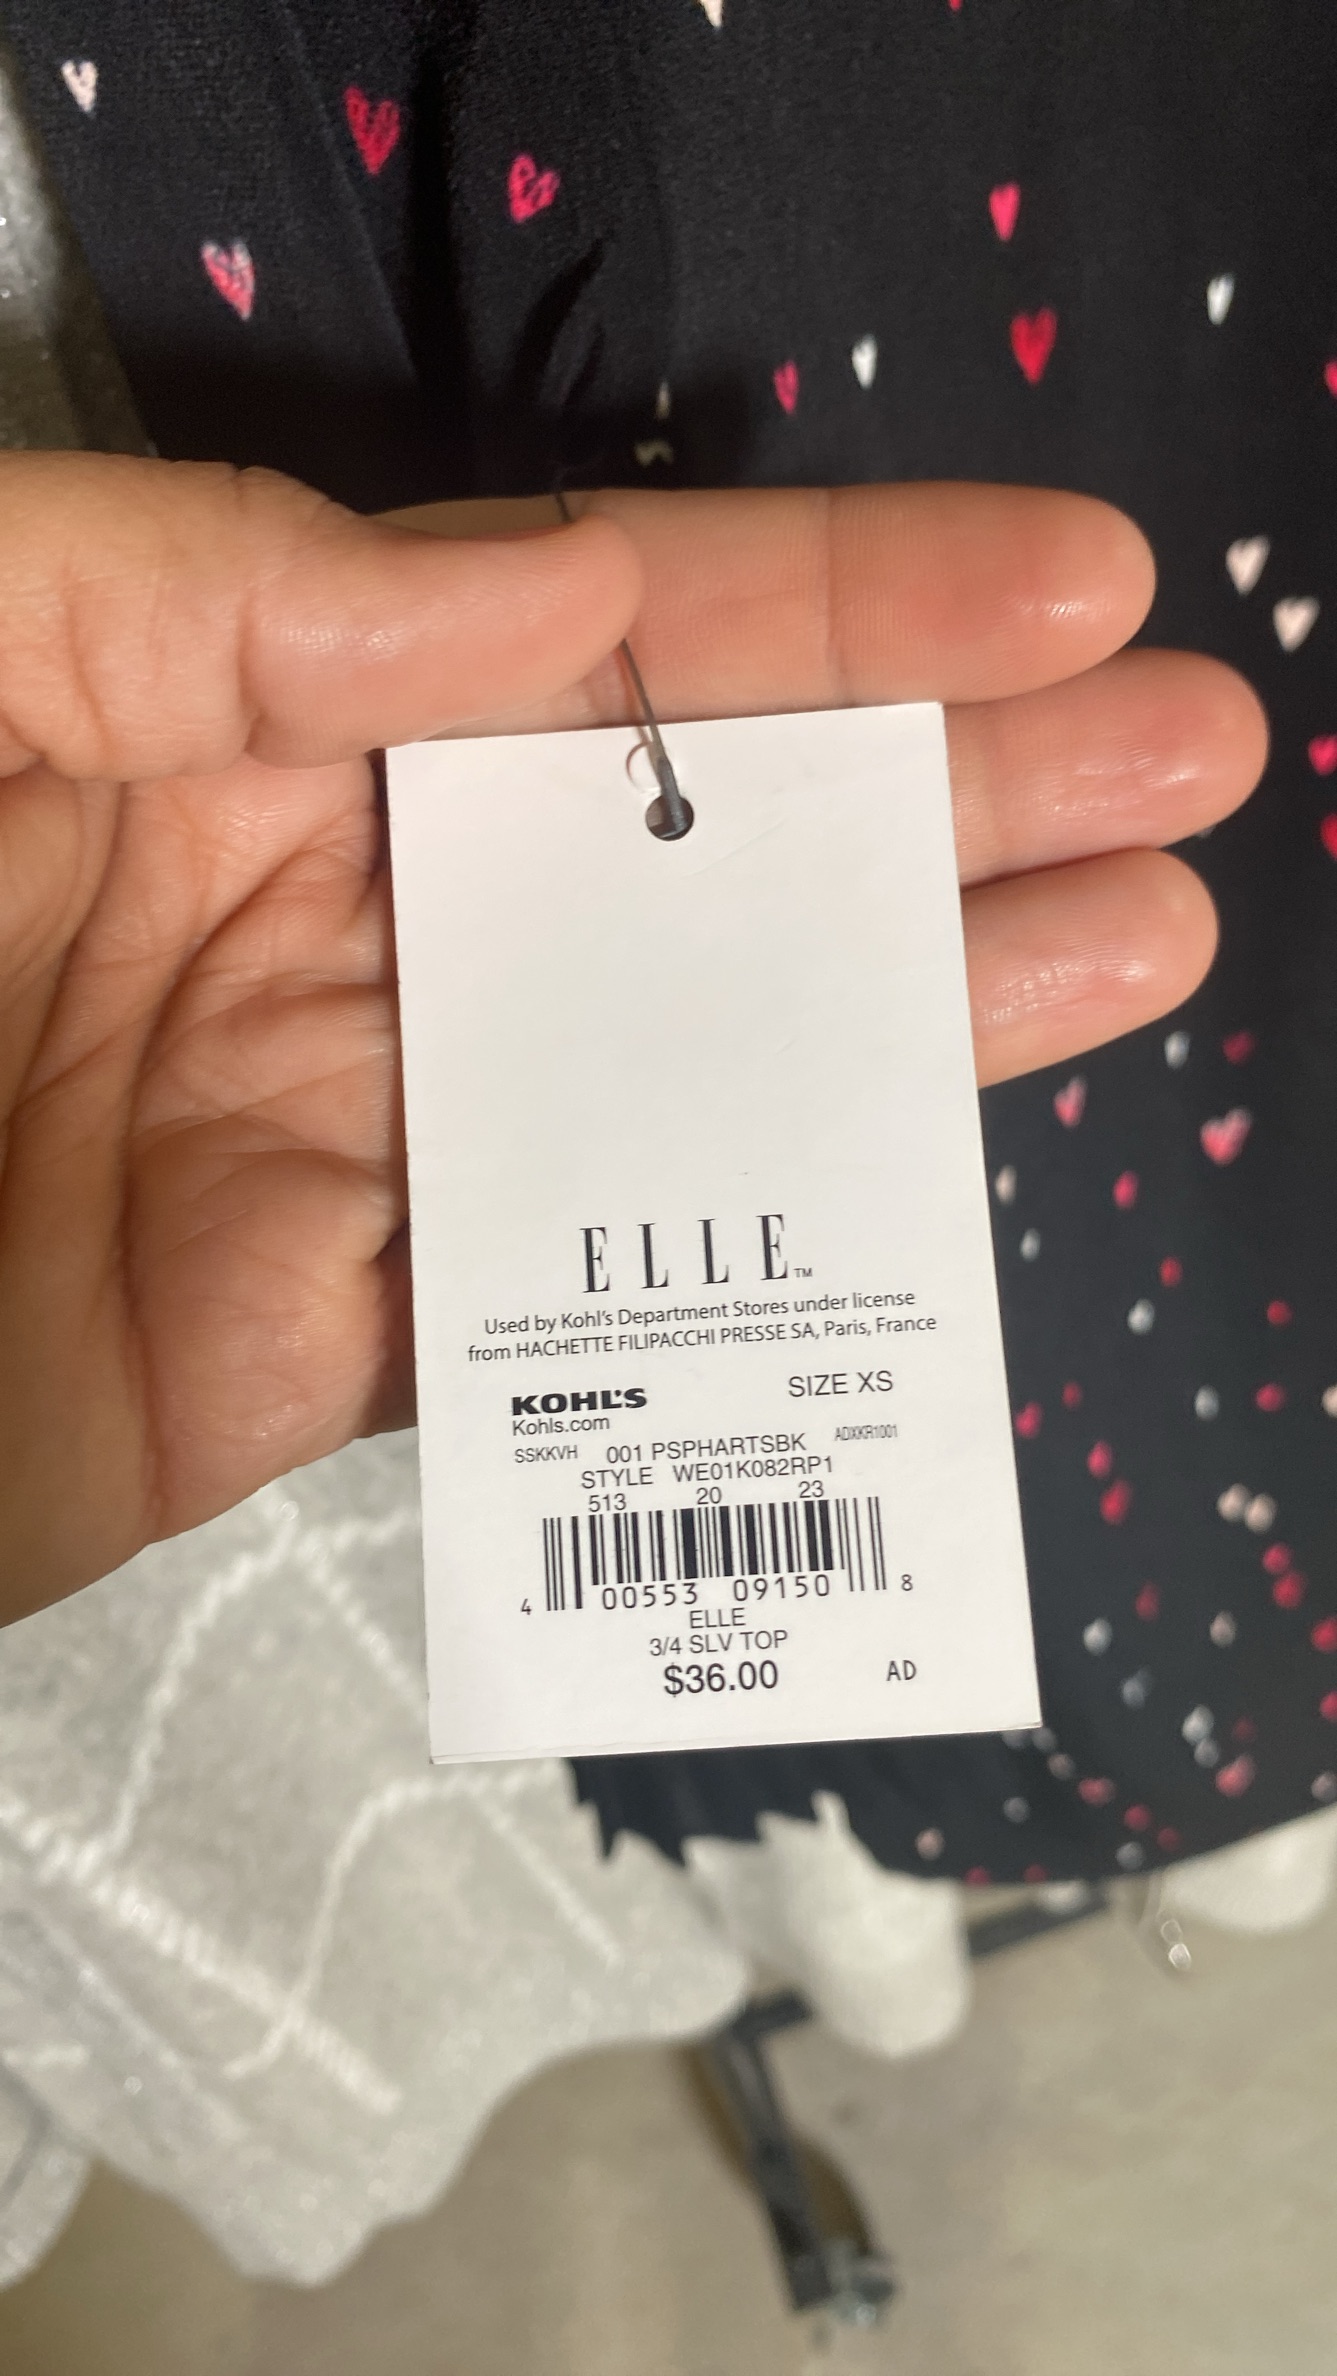 ELLE™
Used by Kohl's Department Stores under license
from HACHETTE FILIPACCHI PRESSE SA, Paris, France
KOHL'S SIZE XS
Kohls.com
SSKKVH 001 PSPHARTSBK ADXKR1001
STYLE WE01K082RP1
513 20 23
4 00553 09150 8
ELLE
3/4 SLV TOP
$36.00 AD